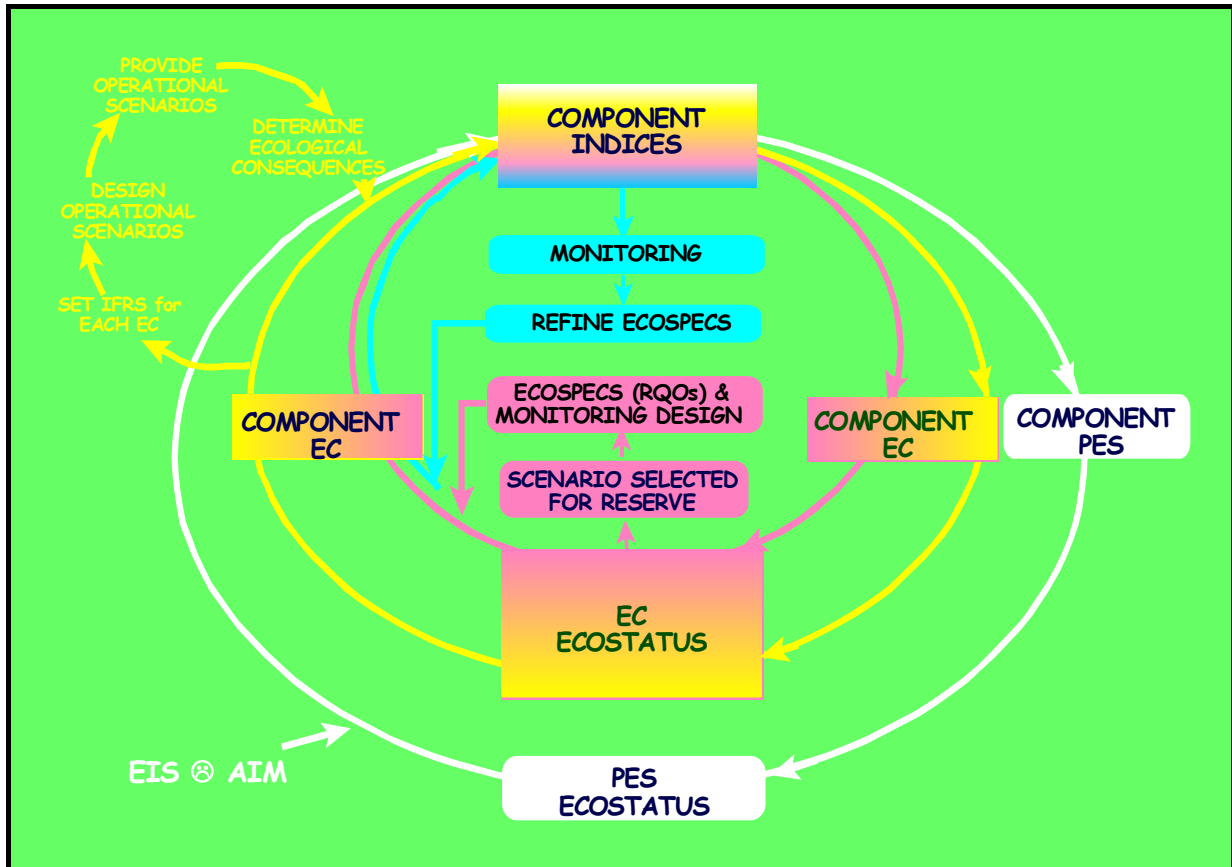 PROVIDE
OPERATIONAL
SCENARIOS
DETERMINE
ECOLOGICAL
CONSEQUENCES
DESIGN
OPERATIONAL
SCENARIOS
SET IFRS for
EACH EC
COMPONENT
INDICES
MONITORING
REFINE ECOSPECS
ECOSPECS (RQOs) &
MONITORING DESIGN
SCENARIO SELECTED
FOR RESERVE
COMPONENT
EC
COMPONENT
EC
COMPONENT
PES
EC
ECOSTATUS
EIS ☹ AIM
PES
ECOSTATUS